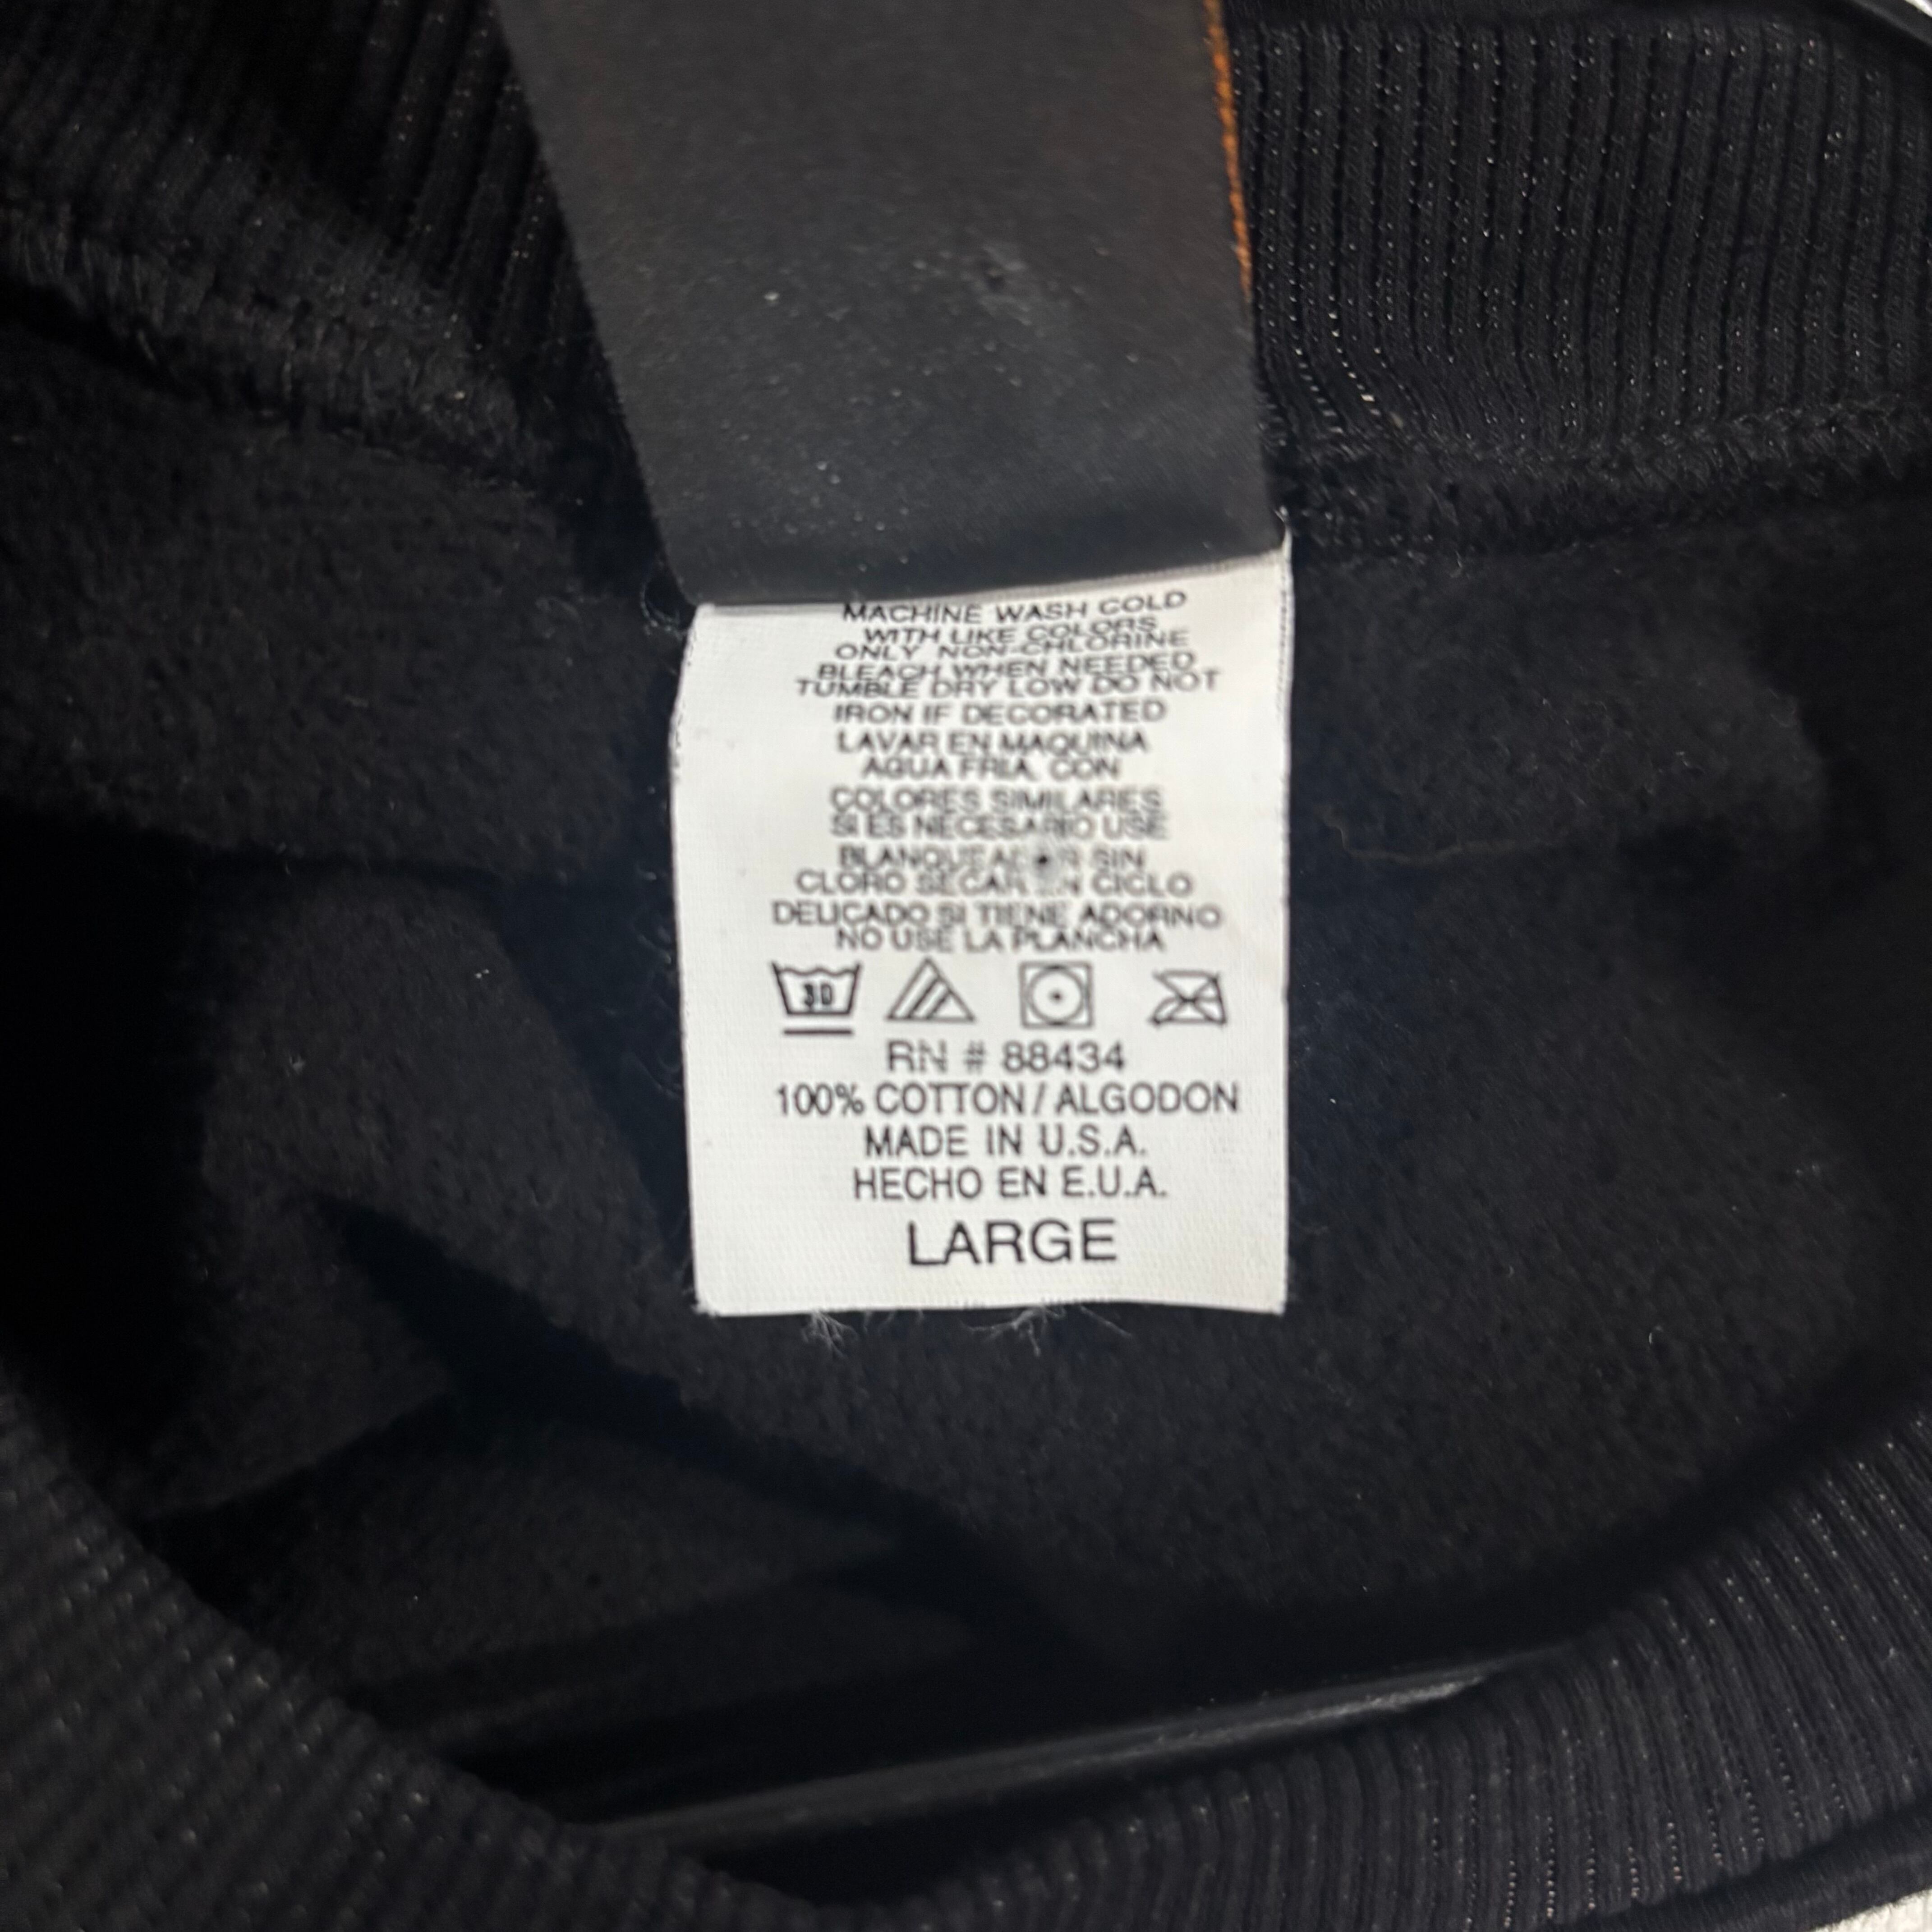 MACHINE WASH COLD
WITH LIKE COLORS
ONLY NON-CHLORINE
BLEACH WHEN NEEDED
TUMBLE DRY LOW DO NOT
IRON IF DECORATED
LAVAR EN MAQUINA
AGUA FRIA, CON
COLORES SIMILARES
SI ES NECESARIO USE
BLANQUEADOR SIN
CLORO SECAR EN CICLO
DELICADO SI TIENE ADORNO
NO USE LA PLANCHA
30
RN # 88434
100% COTTON / ALGODON
MADE IN U.S.A.
HECHO EN E.U.A.
LARGE